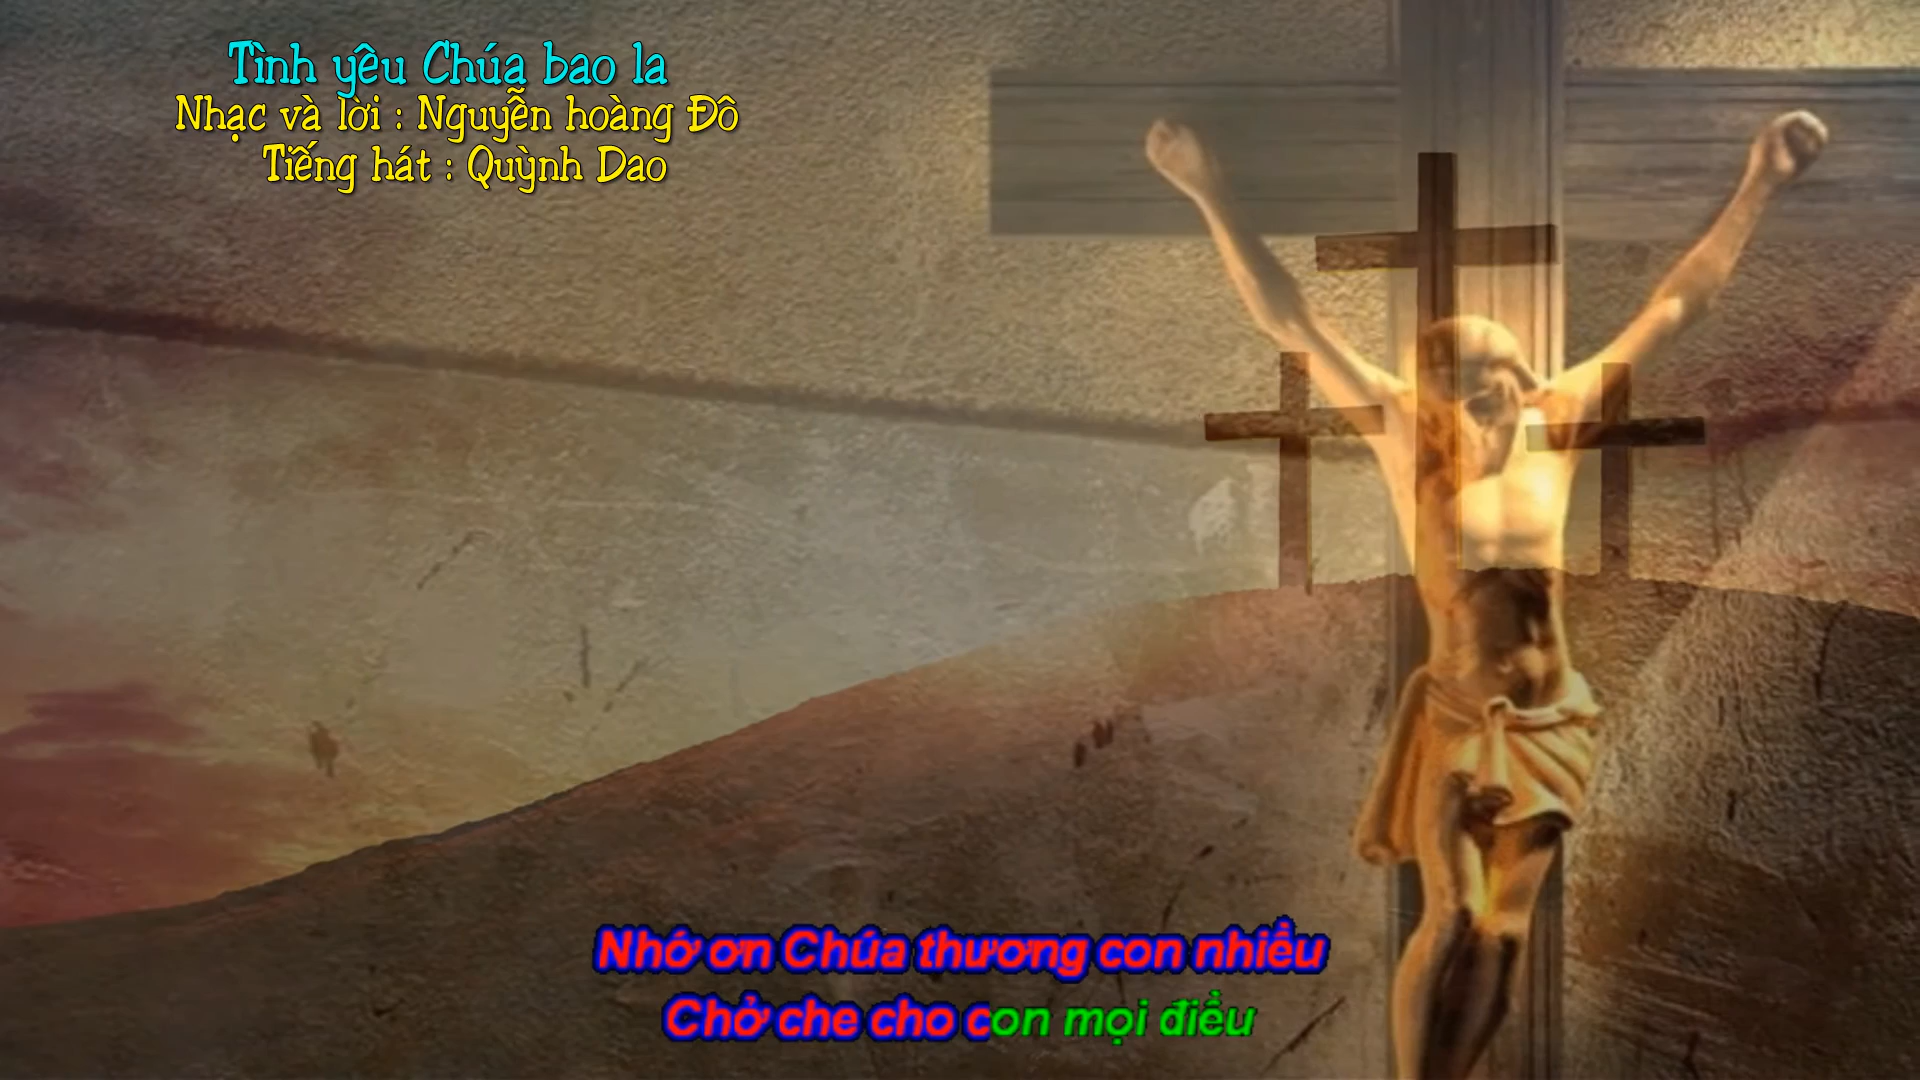 Tình yêu Chúa bao la
Nhạc và lời : Nguyễn hoàng Đô
Tiếng hát : Quỳnh Dao
Nhớ ơn Chúa thương con nhiều
Chở che cho con mọi điều